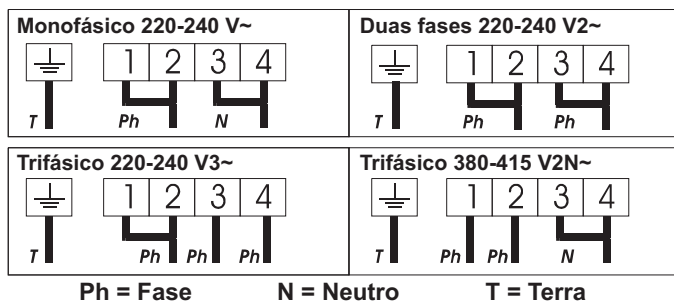 Monofásico 220-240 V~
1 2 3 4
T Ph N
Duas fases 220-240 V2~
1 2 3 4
T Ph Ph
Trifásico 220-240 V3~
1 2 3 4
T Ph Ph Ph
Trifásico 380-415 V2N~
1 2 3 4
T Ph Ph N
Ph = Fase N = Neutro T = Terra